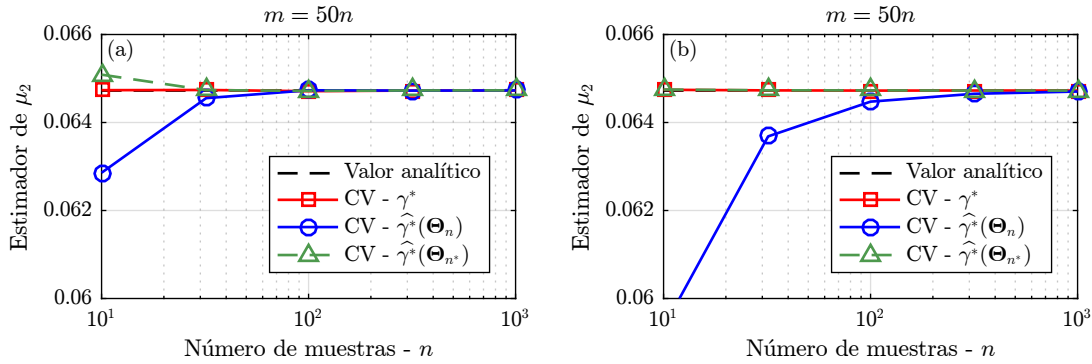 m = 50n
(a)
0.066
0.064
0.062
0.06
Estimador de μ₂
Valor analítico
CV - γ*
CV - γ̂*(Θₙ)
CV - γ̂*(Θₙ*)
10¹
10²
10³
Número de muestras - n
m = 50n
(b)
0.066
0.064
0.062
0.06
Estimador de μ₂
Valor analítico
CV - γ*
CV - γ̂*(Θₙ)
CV - γ̂*(Θₙ*)
10¹
10²
10³
Número de muestras - n